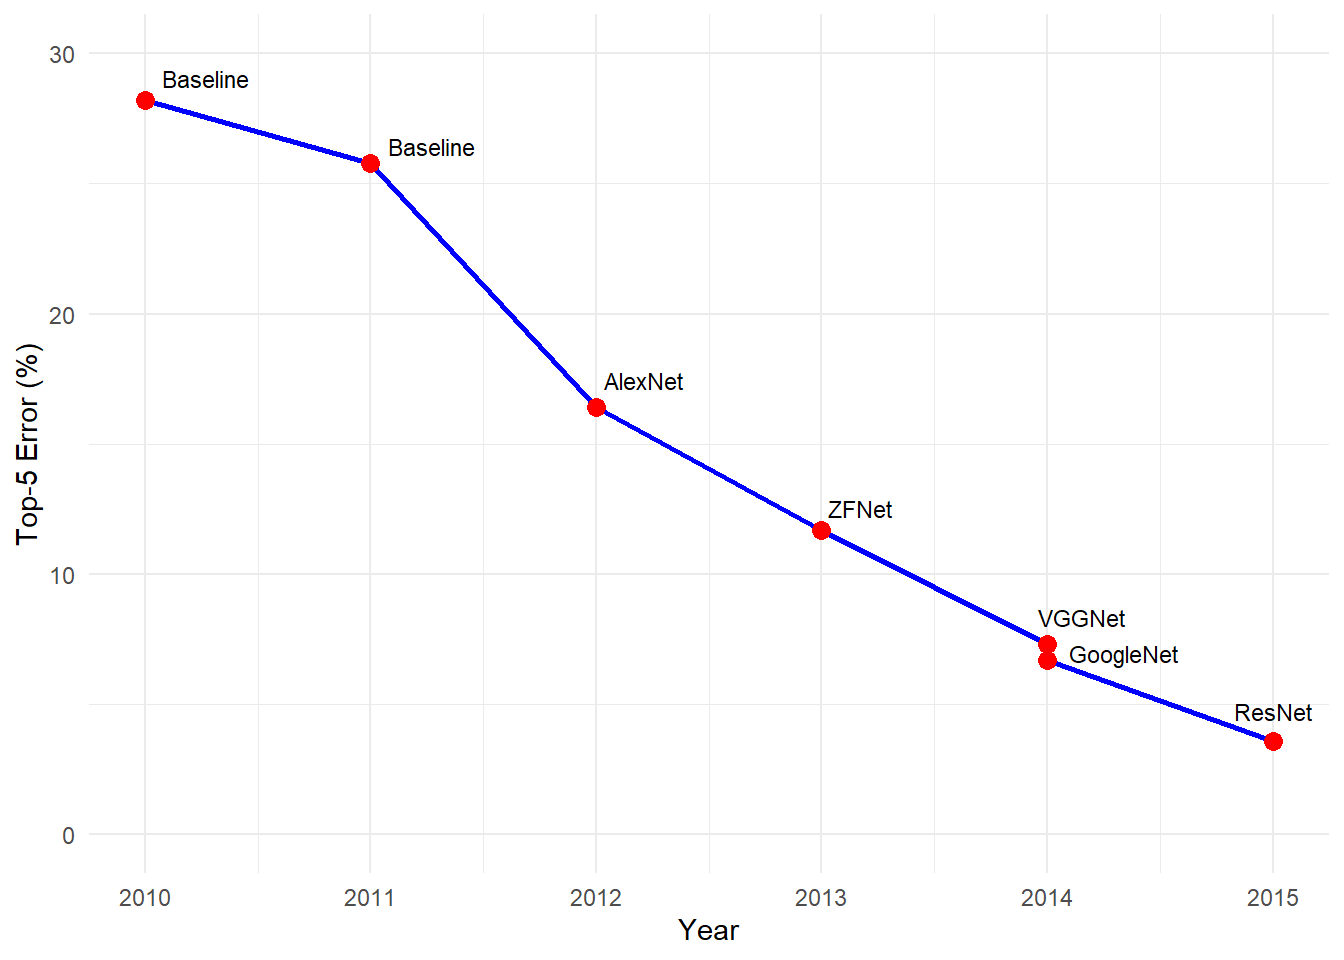 30
Baseline
Baseline
20
Top-5 Error (%)
AlexNet
ZFNet
10
VGGNet
GoogleNet
ResNet
0
2010 2011 2012 2013 2014 2015
Year